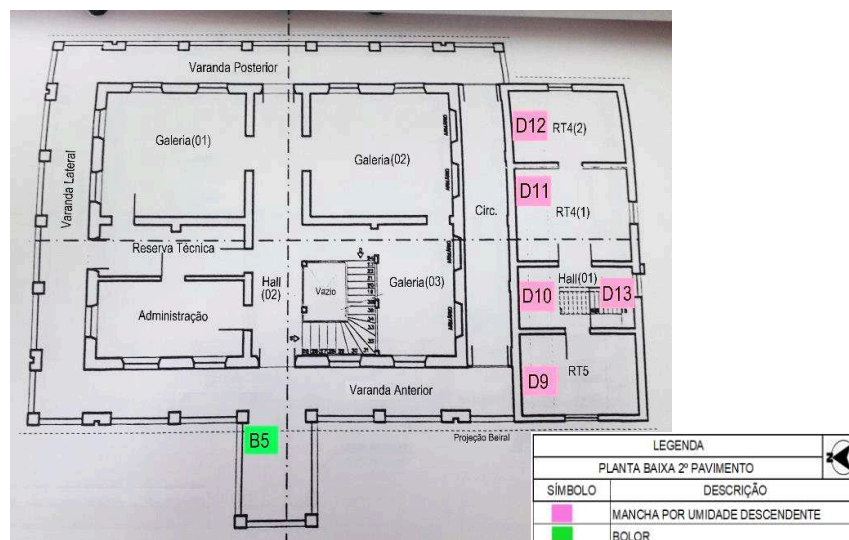 Varanda Posterior
D12
RT4(2)
Galeria(01)
Galeria(02)
D11
Varanda Lateral
Circ.
RT4(1)
Reserva Técnica
Hall
(02)
Vazio
Galeria(03)
Hall(01)
D10
D13
Administração
Varanda Anterior
D9
RT5
B5
Projeção Beiral
LEGENDA
PLANTA BAIXA 2º PAVIMENTO
N
SÍMBOLO
DESCRIÇÃO
MANCHA POR UMIDADE DESCENDENTE
BOLOR